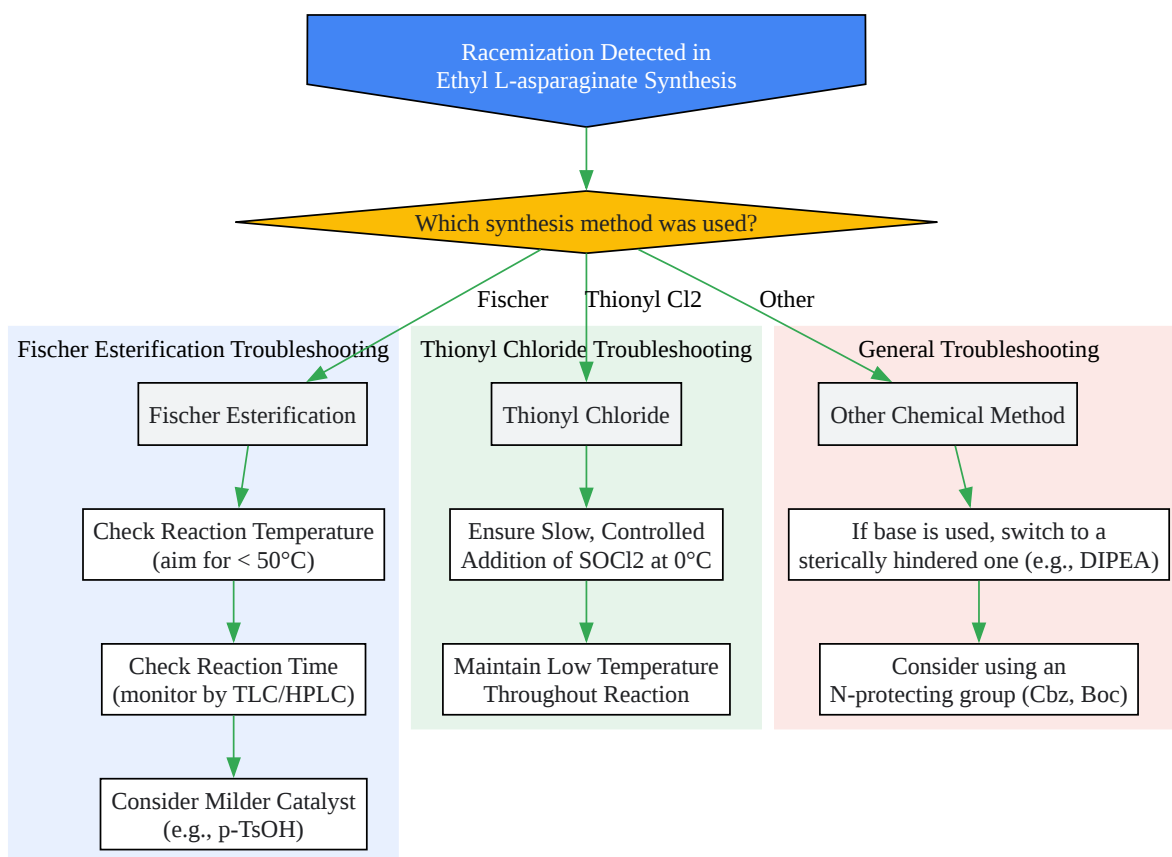 Racemization Detected in
Ethyl L-asparaginate Synthesis
Which synthesis method was used?
Fischer
Thionyl Cl2
Other
Fischer Esterification Troubleshooting
Fischer Esterification
Check Reaction Temperature
(aim for < 50°C)
Check Reaction Time
(monitor by TLC/HPLC)
Consider Milder Catalyst
(e.g., p-TsOH)
Thionyl Chloride Troubleshooting
Thionyl Chloride
Ensure Slow, Controlled
Addition of SOCl2 at 0°C
Maintain Low Temperature
Throughout Reaction
General Troubleshooting
Other Chemical Method
If base is used, switch to a
sterically hindered one (e.g., DIPEA)
Consider using an
N-protecting group (Cbz, Boc)